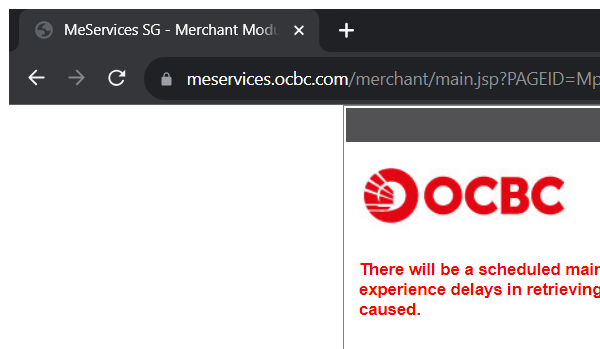 MeServices SG - Merchant Modu
meservices.ocbc.com/merchant/main.jsp?PAGEID=Mp
OCBC
There will be a scheduled main
experience delays in retrieving
caused.